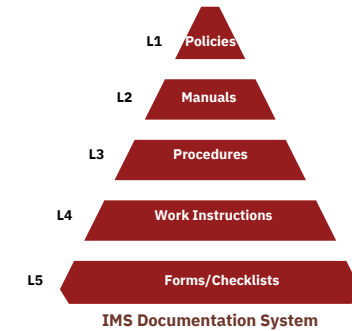 L1 Policies
L2 Manuals
L3 Procedures
L4 Work Instructions
L5 Forms/Checklists
IMS Documentation System